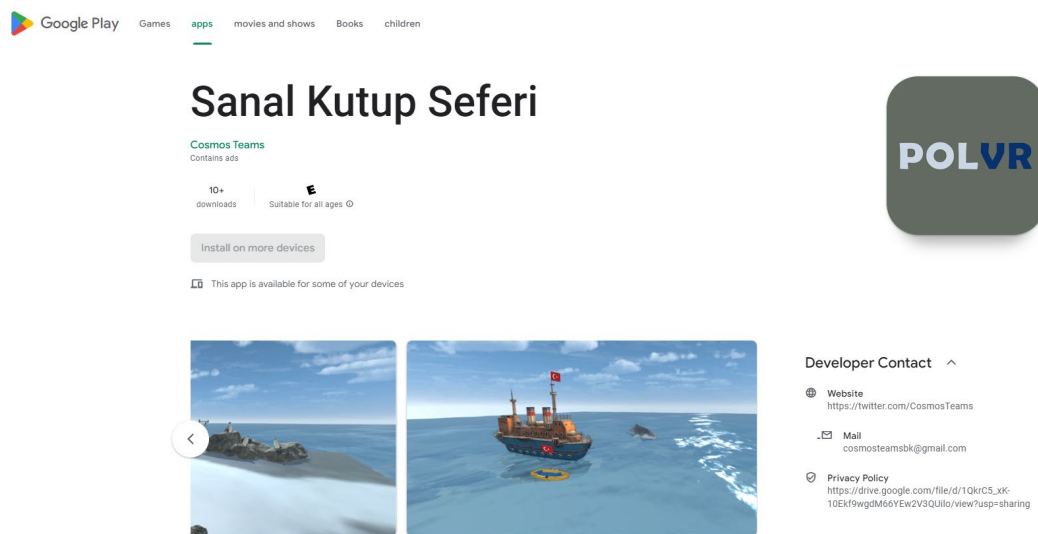 Google Play Games apps movies and shows Books children
Sanal Kutup Seferi
Cosmos Teams
Contains ads
POLVR
10+
downloads
E
Suitable for all ages
Install on more devices
This app is available for some of your devices
Developer Contact
Website
https://twitter.com/CosmosTeams
Mail
cosmosteamsbk@gmail.com
Privacy Policy
https://drive.google.com/file/d/1QkrC5_xK-
10Ekf9wgdM66YEw2V3QUilo/view?usp=sharing